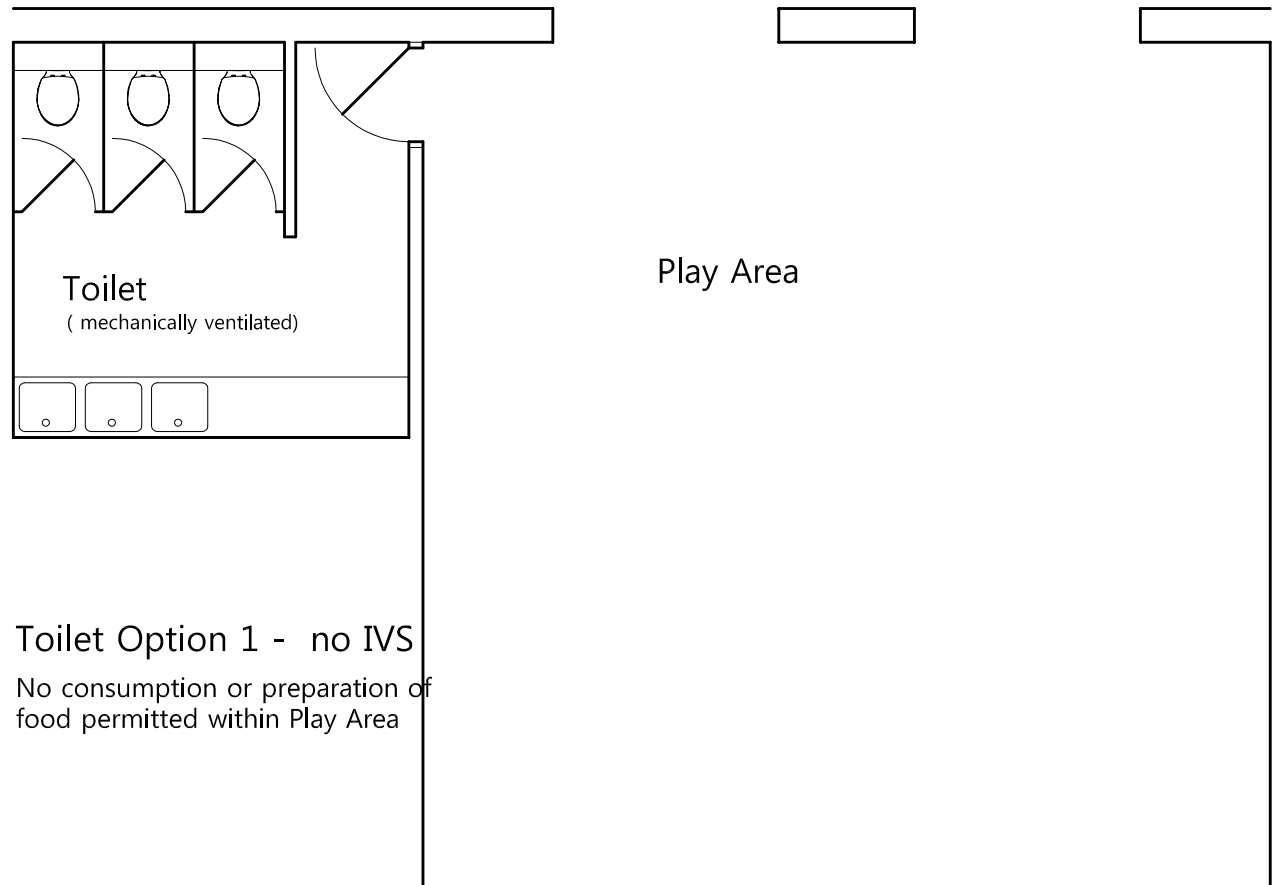 Toilet
( mechanically ventilated)
Play Area
Toilet Option 1 - no IVS
No consumption or preparation of
food permitted within Play Area